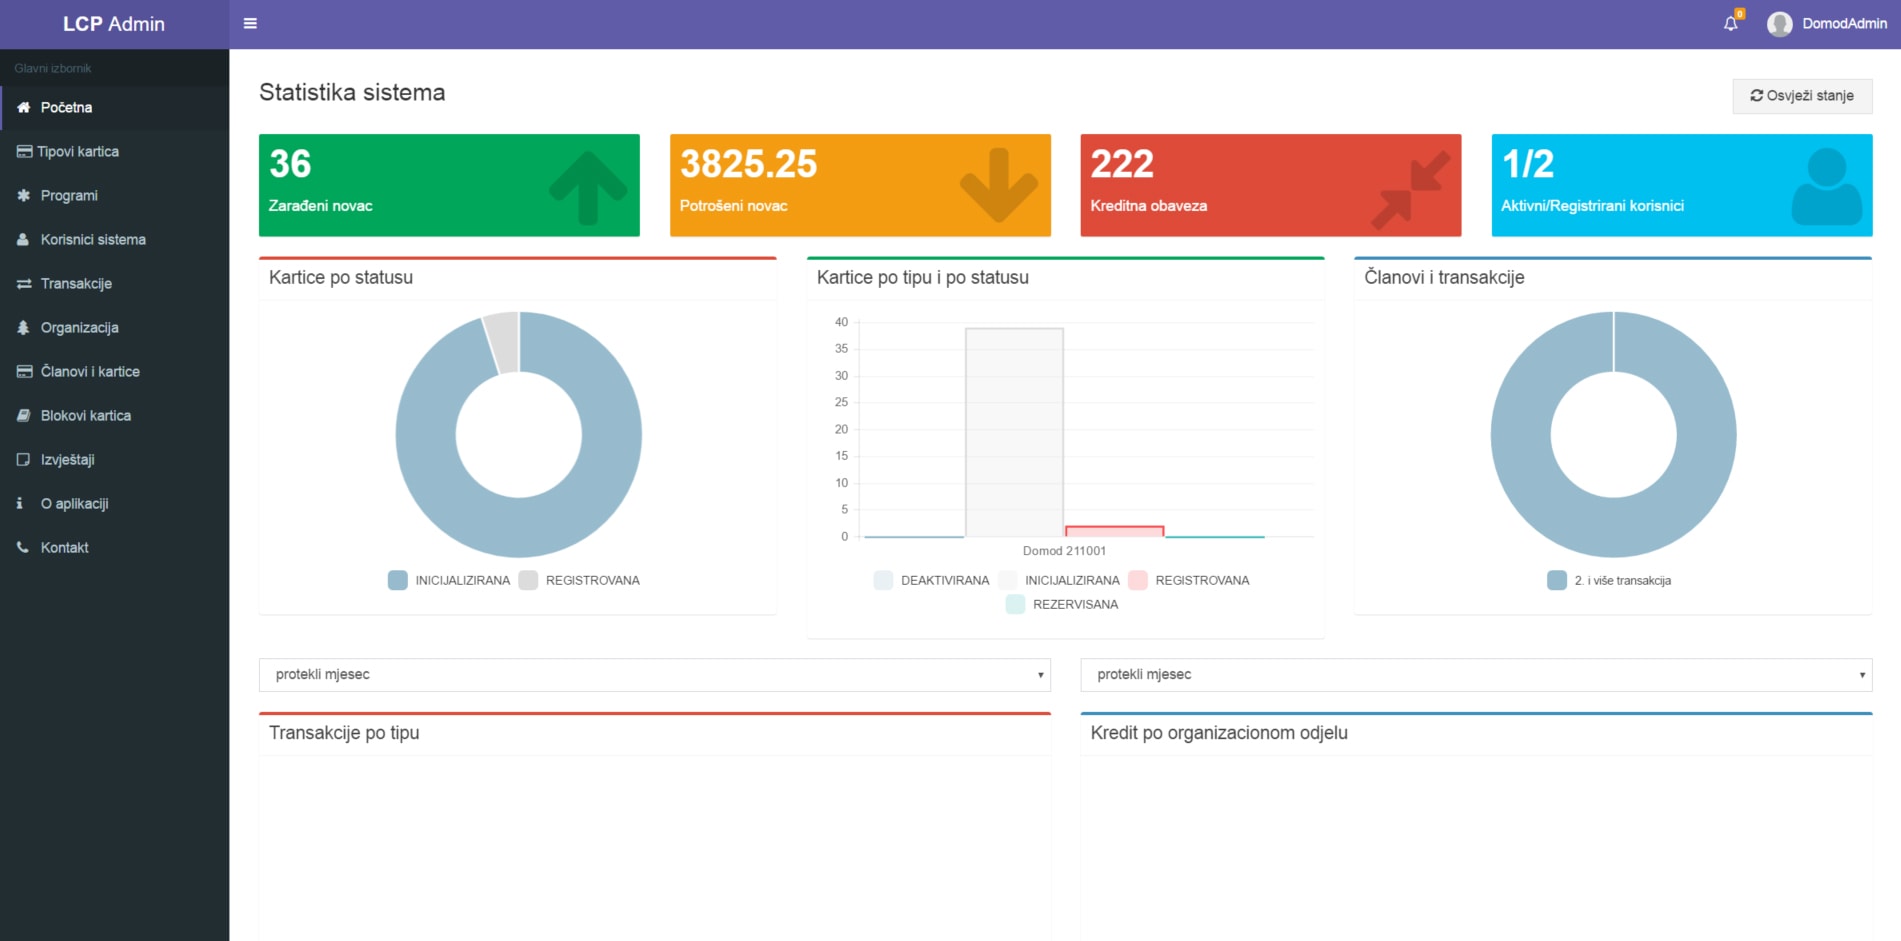 LCP Admin
0
DomodAdmin
Glavni izbornik
Početna
Tipovi kartica
Programi
Korisnici sistema
Transakcije
Organizacija
Članovi i kartice
Blokovi kartica
Izvještaji
O aplikaciji
Kontakt
Statistika sistema
Osvježi stanje
36
Zarađeni novac
3825.25
Potrošeni novac
222
Kreditna obaveza
1/2
Aktivni/Registrirani korisnici
Kartice po statusu
INICIJALIZIRANA REGISTROVANA
Kartice po tipu i po statusu
40
35
30
25
20
15
10
5
0
Domod 211001
DEAKTIVIRANA INICIJALIZIRANA REGISTROVANA
REZERVISANA
Članovi i transakcije
2. i više transakcija
protekli mjesec
protekli mjesec
Transakcije po tipu
Kredit po organizacionom odjelu